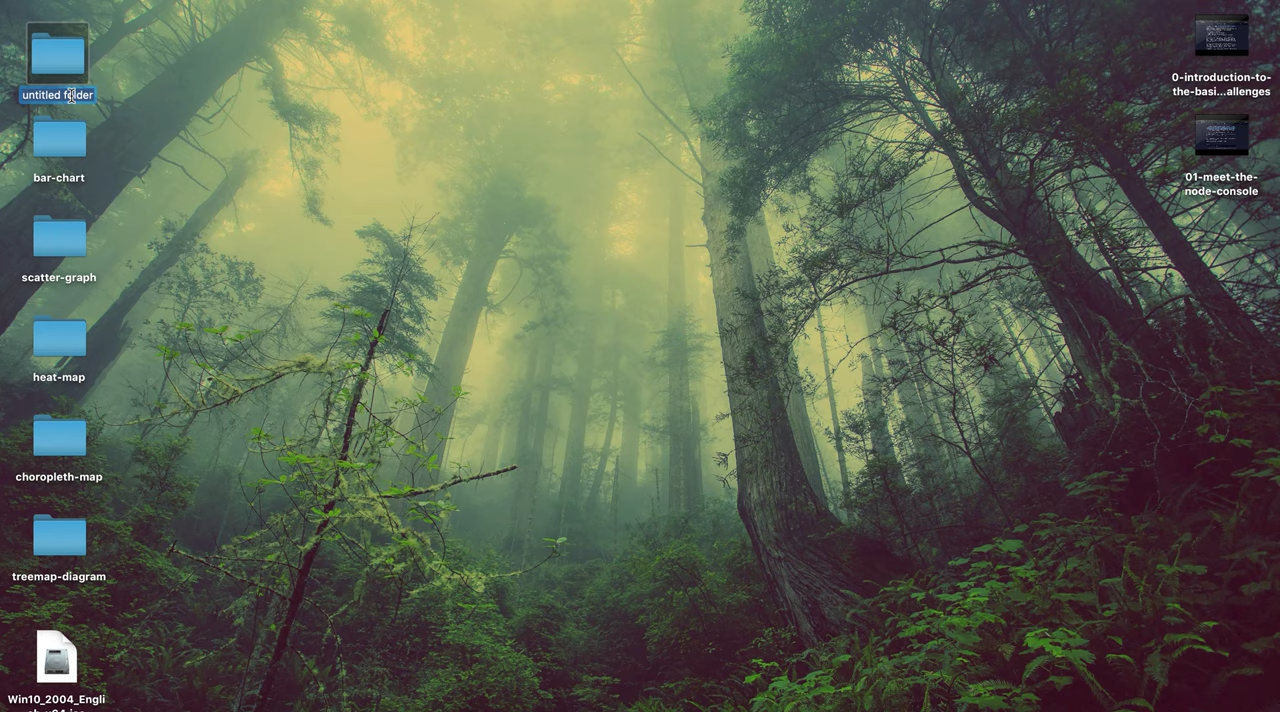 untitled folder
bar-chart
scatter-graph
heat-map
choropleth-map
treemap-diagram
Win10_2004_Engli
0-introduction-to-
the-basi...allenges
01-meet-the-
node-console